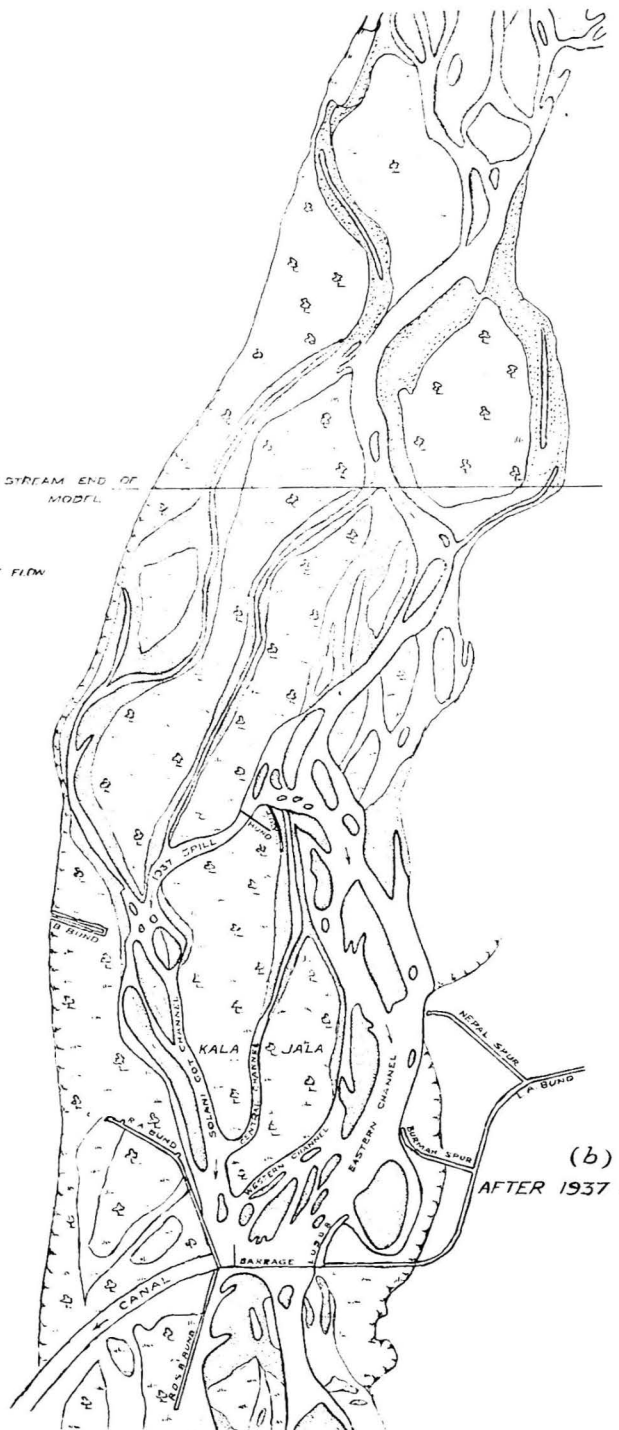 STREAM END OF
MODEL
FLOW
1937 SPILL
BUND
B BUND
SOLANI GOT CHANNEL
KALA JALA
CENTRAL CHANNEL
NEPAL SPUR
L.A. BUND
R.A BUND
WESTERN CHANNEL
EASTERN CHANNEL
BURMAH SPUR
(b)
AFTER 1937
BARRAGE
CANAL